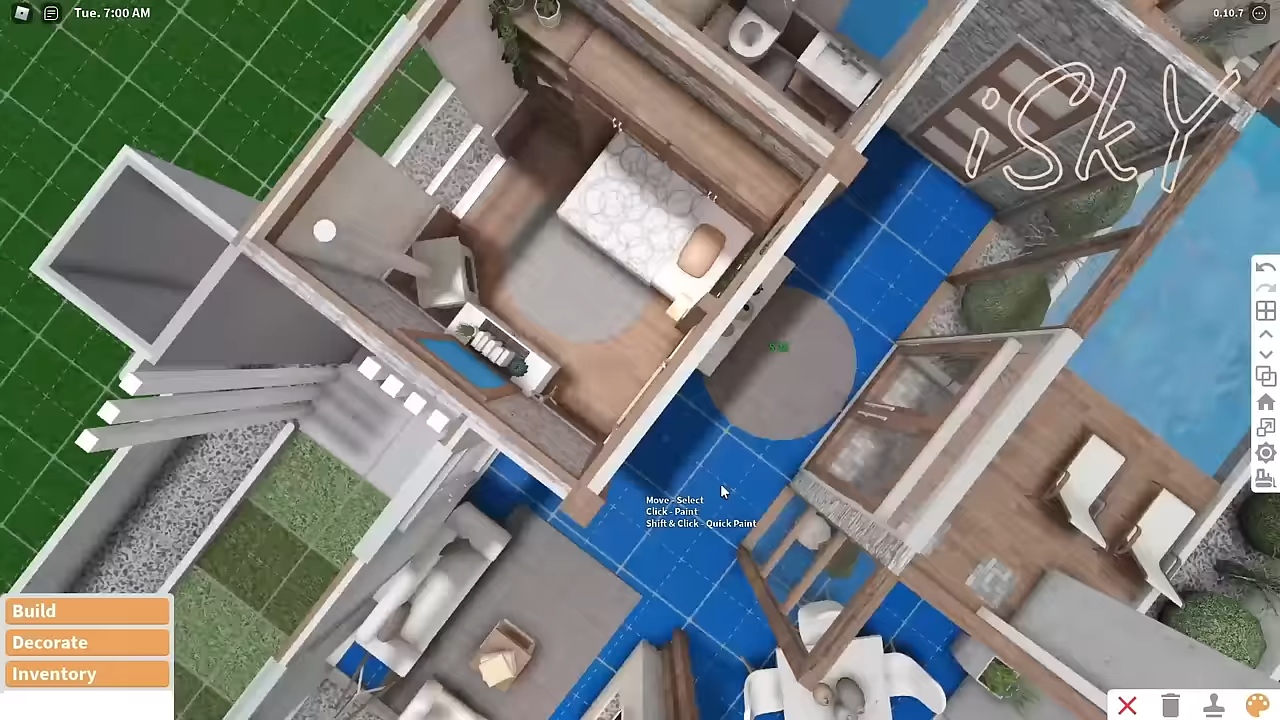 Tue. 7:00 AM
0.10.7
iSkY
Move - Select
Click - Paint
Shift & Click - Quick Paint
Build
Decorate
Inventory